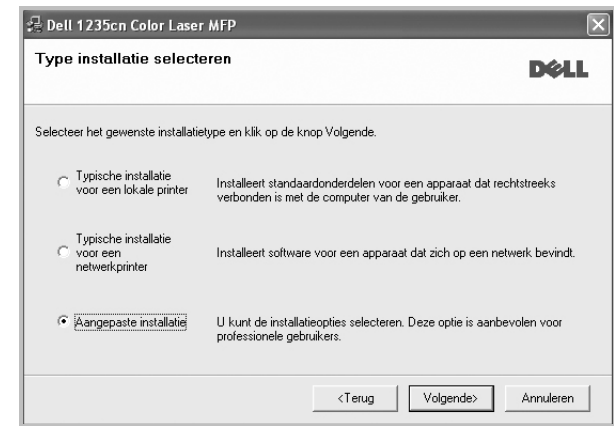 Dell 1235cn Color Laser MFP
Type installatie selecteren
DELL
Selecteer het gewenste installatietype en klik op de knop Volgende.
Typische installatie
voor een lokale printer
Installeert standaardonderdelen voor een apparaat dat rechtstreeks
verbonden is met de computer van de gebruiker.
Typische installatie
voor een
netwerkprinter
Installeert software voor een apparaat dat zich op een netwerk bevindt.
Aangepaste installatie
U kunt de installatieopties selecteren. Deze optie is aanbevolen voor
professionele gebruikers.
<Terug
Volgende>
Annuleren